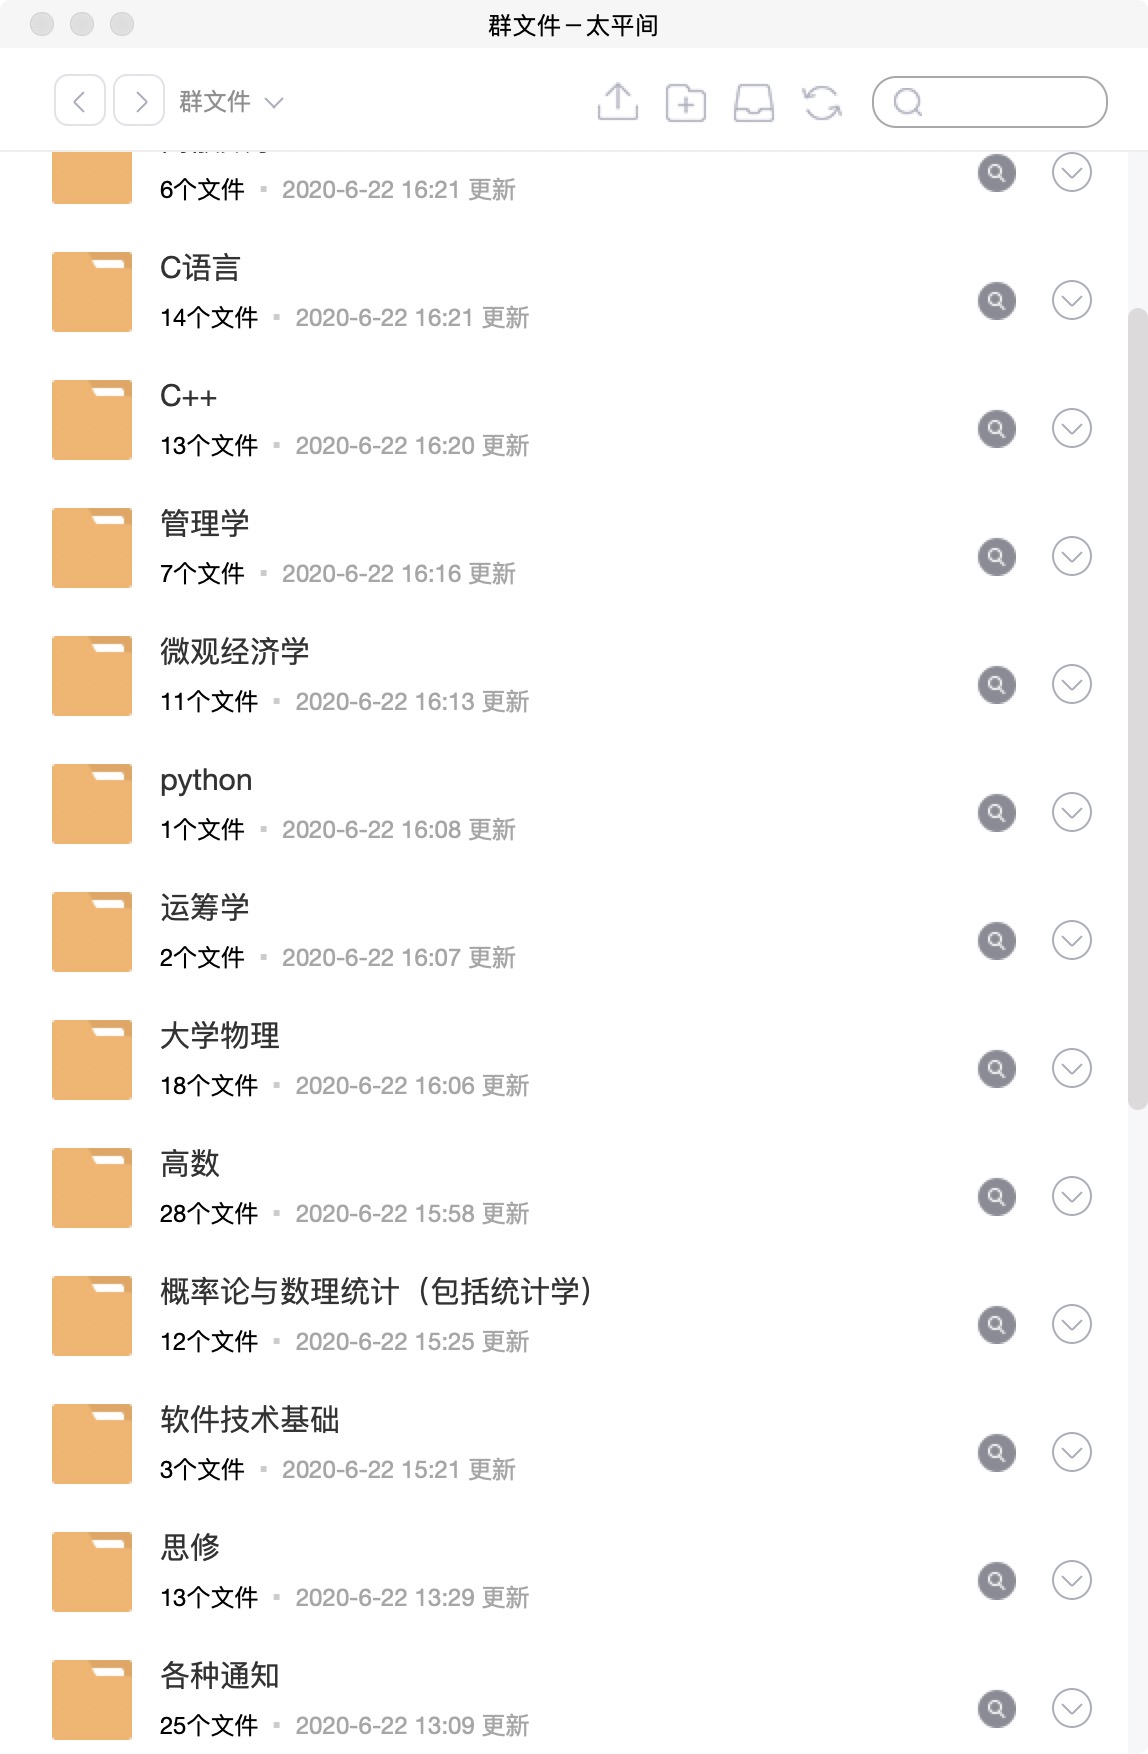 群文件－太平间
群文件
6个文件 2020-6-22 16:21 更新
C语言
14个文件 2020-6-22 16:21 更新
C++
13个文件 2020-6-22 16:20 更新
管理学
7个文件 2020-6-22 16:16 更新
微观经济学
11个文件 2020-6-22 16:13 更新
python
1个文件 2020-6-22 16:08 更新
运筹学
2个文件 2020-6-22 16:07 更新
大学物理
18个文件 2020-6-22 16:06 更新
高数
28个文件 2020-6-22 15:58 更新
概率论与数理统计（包括统计学）
12个文件 2020-6-22 15:25 更新
软件技术基础
3个文件 2020-6-22 15:21 更新
思修
13个文件 2020-6-22 13:29 更新
各种通知
25个文件 2020-6-22 13:09 更新